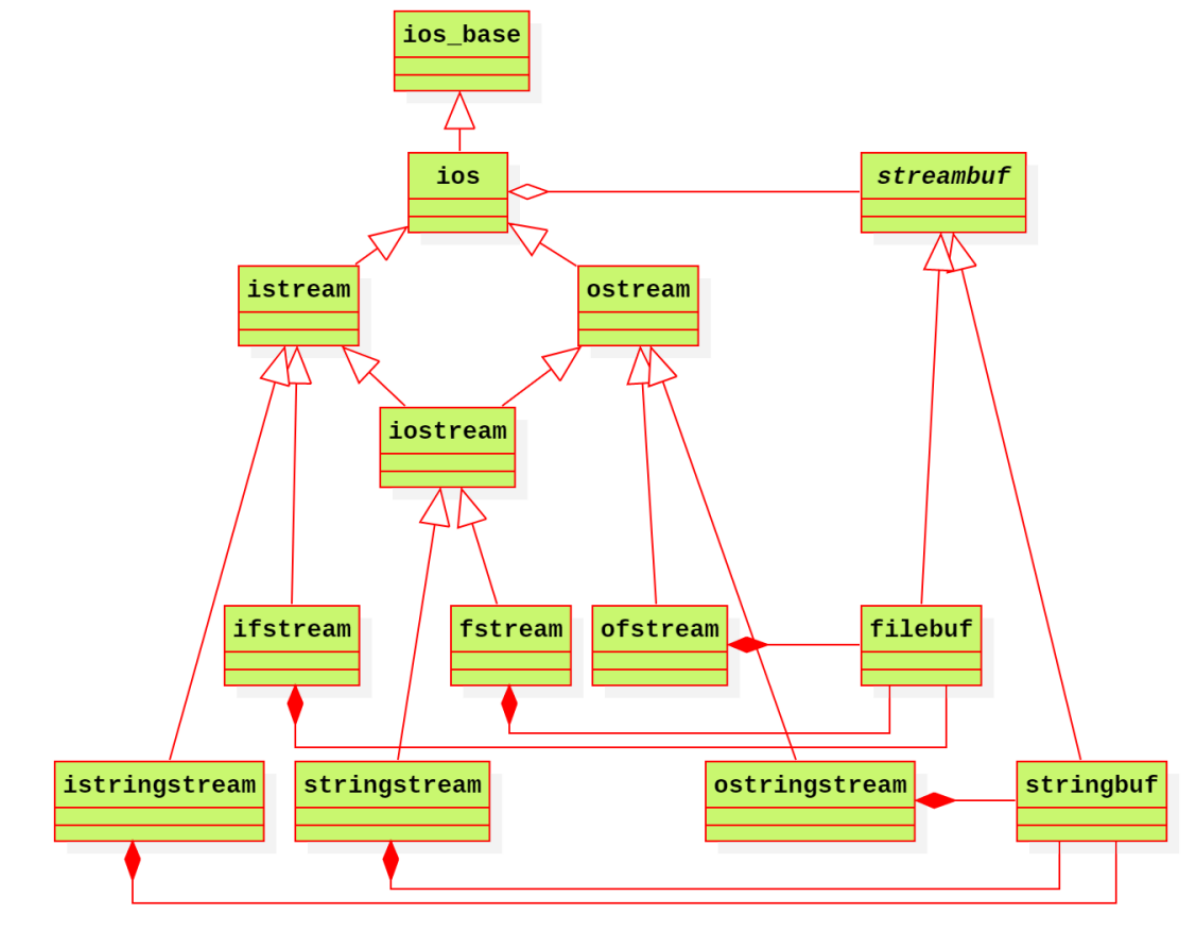 ios_base
ios
streambuf
istream
ostream
iostream
ifstream
fstream
ofstream
filebuf
istringstream
stringstream
ostringstream
stringbuf